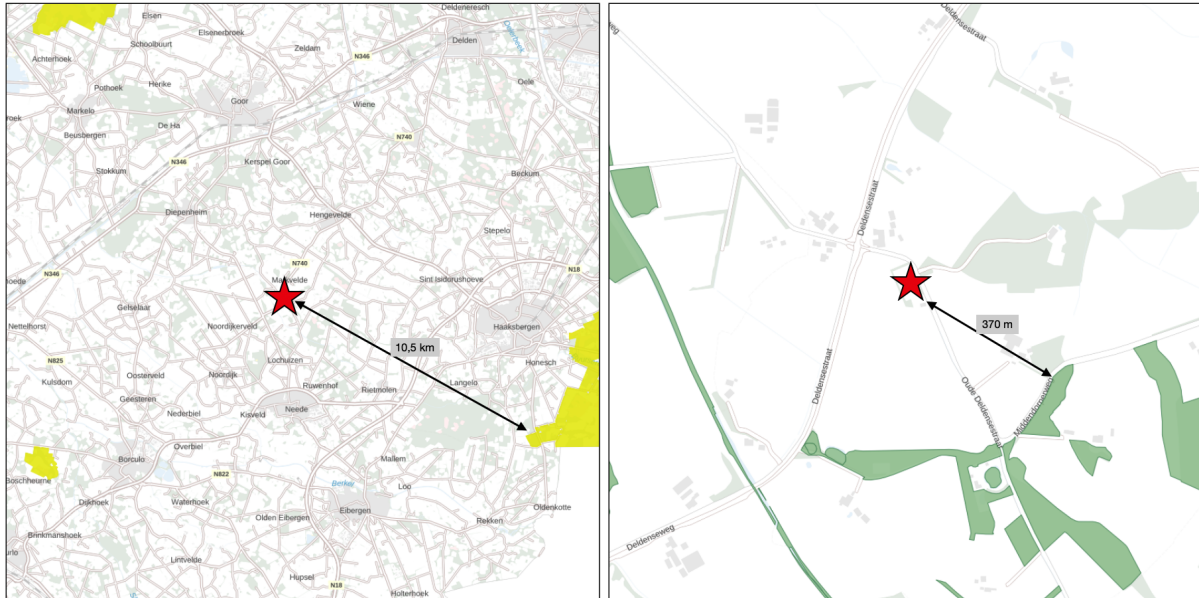 Elsen
Deldeneresch
Elsenerbroek
Schoolbuurt
Zeldam
N346
Delden
Achterhoek
Oele
Pothoek
Herike
Goor
Wiene
Markelo
De Ha
Beusbergen
N740
N346
Kerspel Goor
Stokkum
Beckum
Diepenheim
Hengevelde
Stepelo
N740
N18
N346
Markvelde
Sint Isidorushoeve
Gelselaar
Nettelhorst
Noordijkerveld
Haaksbergen
10,5 km
N825
Lochuizen
Honesch
Oosterveld
Noordijk
Kulsdom
Ruwenhof
Langelo
Rietmolen
Geesteren
Neede
Nederbiel
Kisveld
Overbiel
Borculo
Mallem
N822
Boschheurne
Loo
Berkel
Dijkhoek
Waterhoek
Oldenkotte
Eibergen
Olden Eibergen
Rekken
Brinkmanshoek
Lintvelde
Hupsel
N18
Holterhoek
Deldensestraat
Deldensestraat
Deldensestraat
370 m
Oude Deldensestraat
Middendorperweg
Deldenseweg